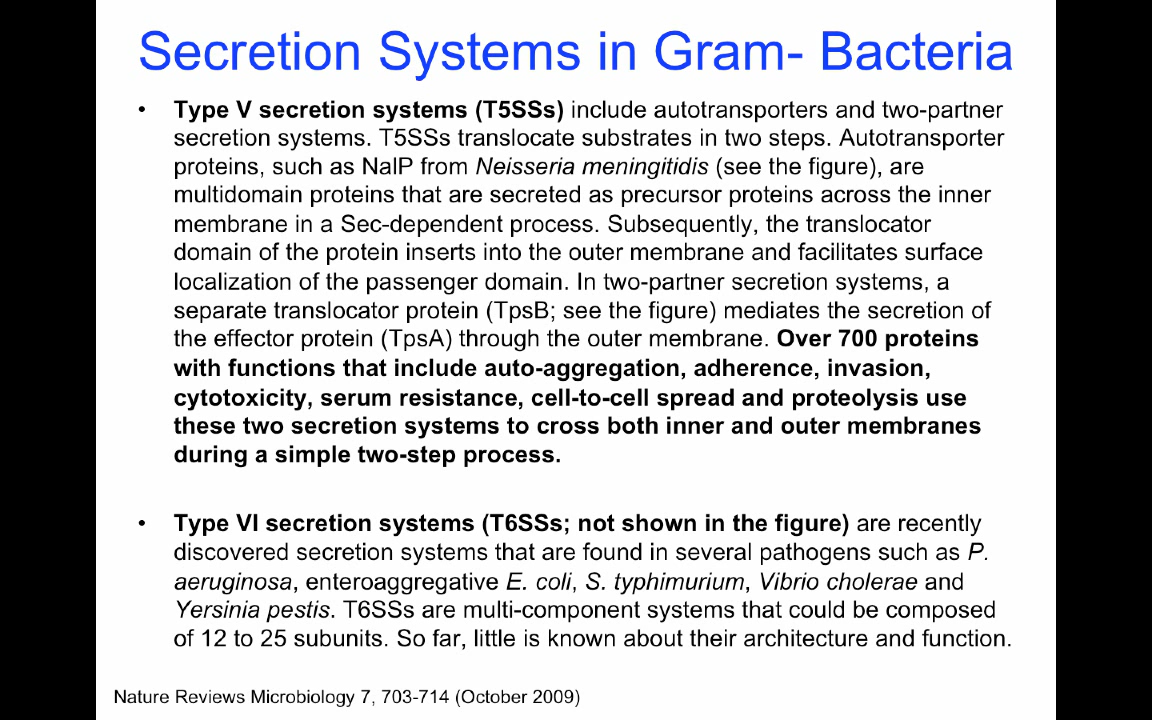 Secretion Systems in Gram- Bacteria
• Type V secretion systems (T5SSs) include autotransporters and two-partner
secretion systems. T5SSs translocate substrates in two steps. Autotransporter
proteins, such as NalP from Neisseria meningitidis (see the figure), are
multidomain proteins that are secreted as precursor proteins across the inner
membrane in a Sec-dependent process. Subsequently, the translocator
domain of the protein inserts into the outer membrane and facilitates surface
localization of the passenger domain. In two-partner secretion systems, a
separate translocator protein (TpsB; see the figure) mediates the secretion of
the effector protein (TpsA) through the outer membrane. Over 700 proteins
with functions that include auto-aggregation, adherence, invasion,
cytotoxicity, serum resistance, cell-to-cell spread and proteolysis use
these two secretion systems to cross both inner and outer membranes
during a simple two-step process.
• Type VI secretion systems (T6SSs; not shown in the figure) are recently
discovered secretion systems that are found in several pathogens such as P.
aeruginosa, enteroaggregative E. coli, S. typhimurium, Vibrio cholerae and
Yersinia pestis. T6SSs are multi-component systems that could be composed
of 12 to 25 subunits. So far, little is known about their architecture and function.
Nature Reviews Microbiology 7, 703-714 (October 2009)